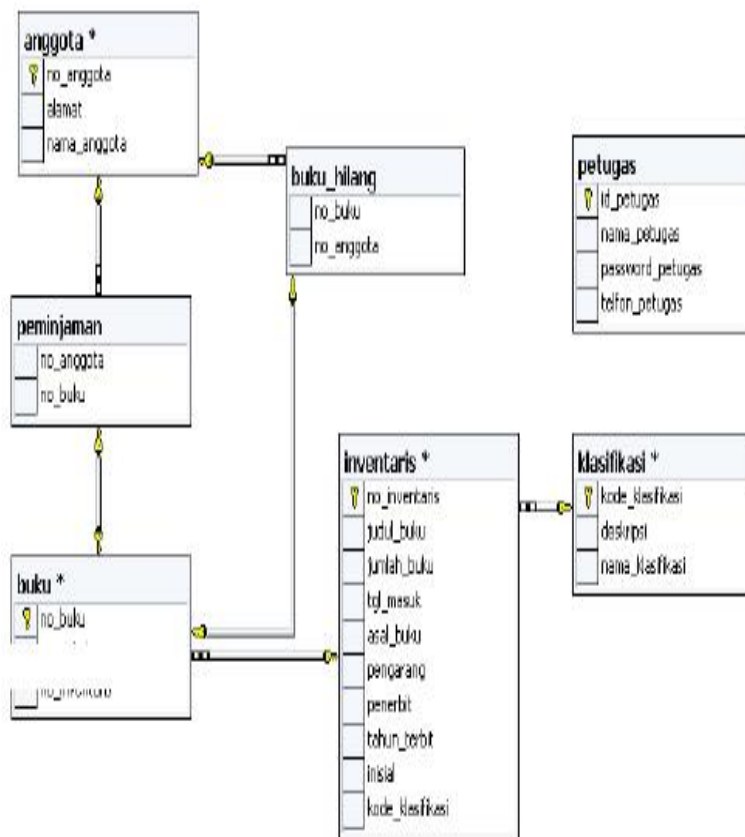 anggota *
no_anggota
alamat
nama_anggota
buku_hilang
no_buku
no_anggota
petugas
id_petugas
nama_petugas
password_petugas
telfon_petugas
peminjaman
no_anggota
no_buku
inventaris *
no_inventaris
judul_buku
jumlah_buku
tgl_masuk
asal_buku
pengarang
penerbit
tahun_terbit
inisial
kode_klasifikasi
klasifikasi *
kode_klasifikasi
deskripsi
nama_klasifikasi
buku *
no_buku